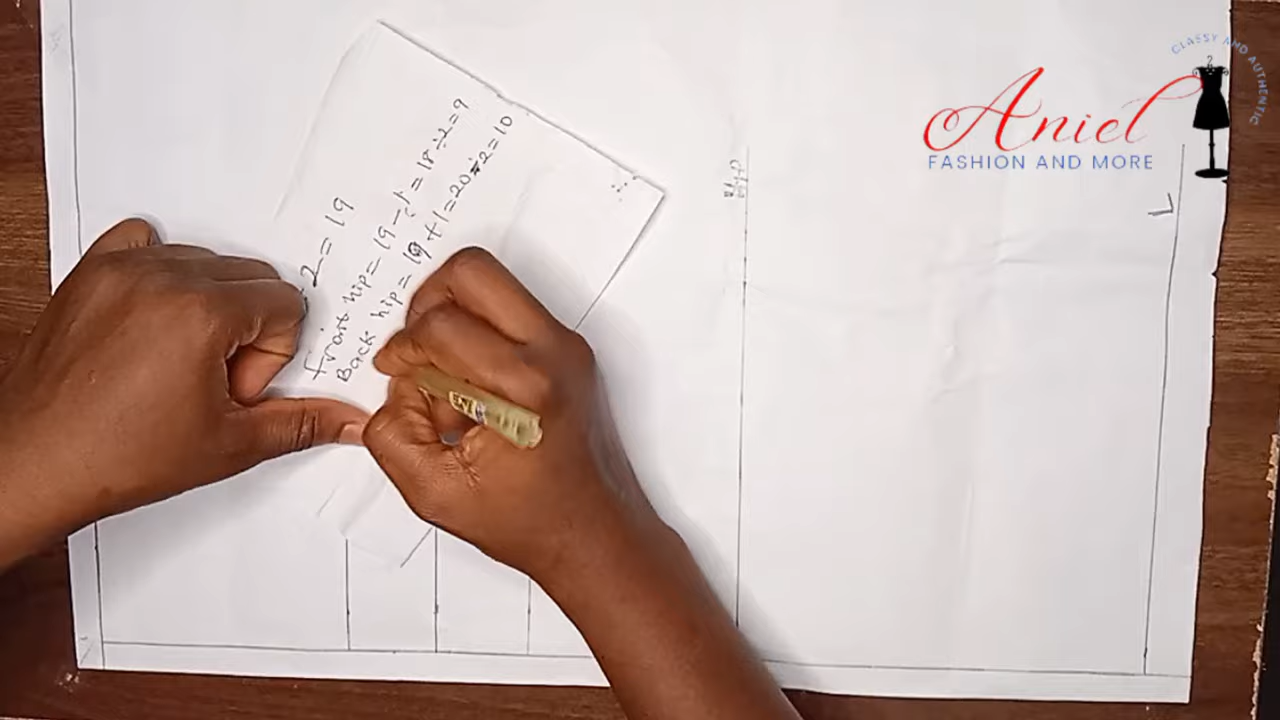 2 = 19
front hip = 19 - 1 = 18 ÷ 2 = 9
Back hip = 19 + 1 = 20 ÷ 2 = 10
CLASSY AND AUTHENTIC
Aniel
FASHION AND MORE